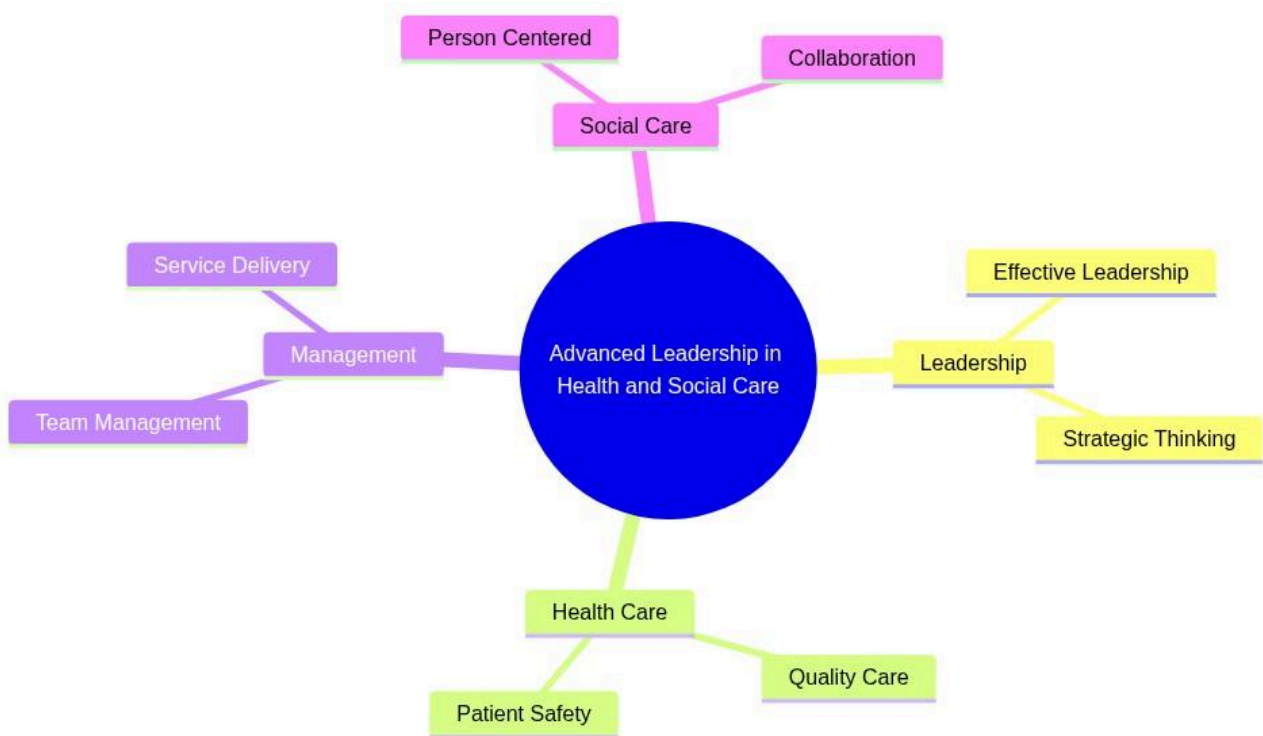 Person Centered
Collaboration
Social Care
Service Delivery
Management
Team Management
Advanced Leadership in
Health and Social Care
Effective Leadership
Leadership
Strategic Thinking
Health Care
Quality Care
Patient Safety